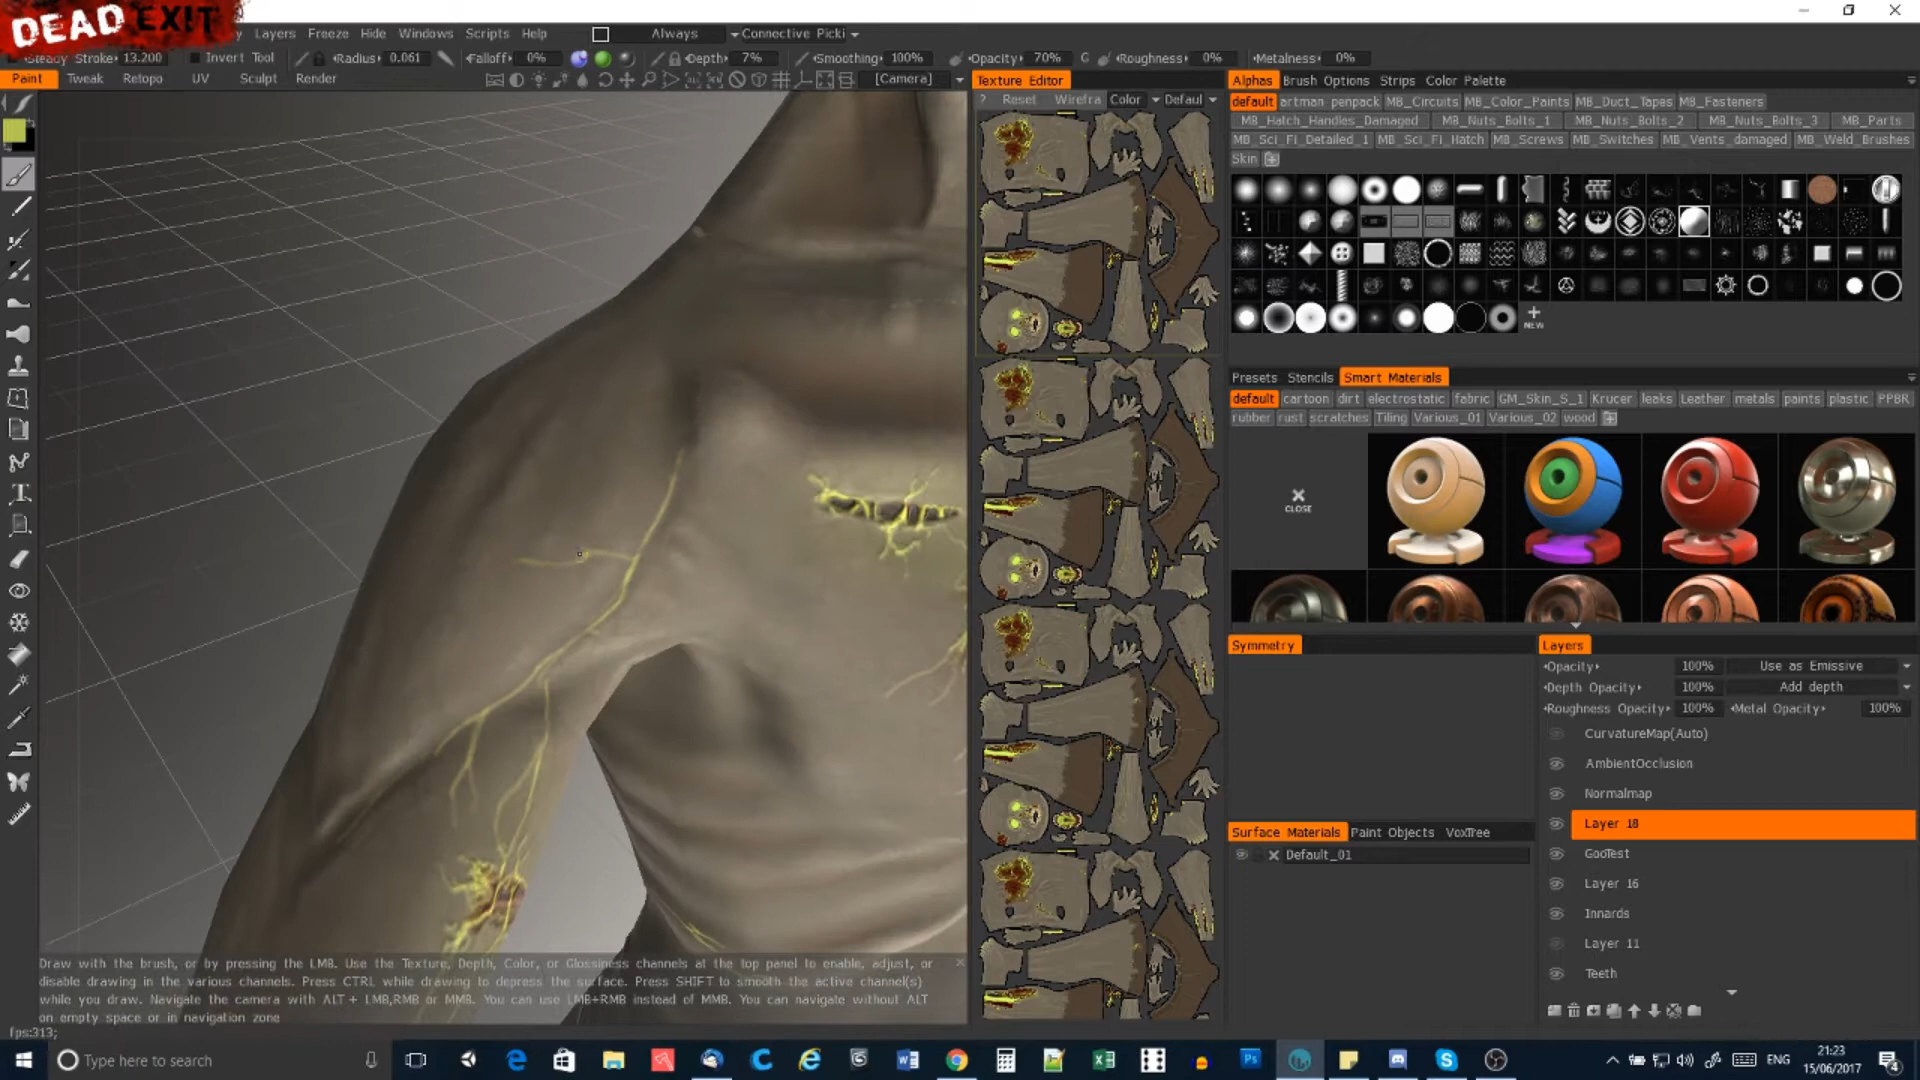 DEAD EXIT
Layers Freeze Hide Windows Scripts Help Always Connective Picki
Steady Stroke 13.200 Invert Tool Radius 0.061 Falloff 0% Depth 7% Smoothing 100% Opacity 70% G Roughness 0% Metalness 0%
Paint Tweak Retopo UV Sculpt Render [Camera]
Texture Editor
? Reset Wirefra Color Defaul
Alphas Brush Options Strips Color Palette
default artman penpack MB_Circuits MB_Color_Paints MB_Duct_Tapes MB_Fasteners
MB_Hatch_Handles_Damaged MB_Nuts_Bolts_1 MB_Nuts_Bolts_2 MB_Nuts_Bolts_3 MB_Parts
MB_Sci_Fi_Detailed_1 MB_Sci_Fi_Hatch MB_Screws MB_Switches MB_Vents_damaged MB_Weld_Brushes
Skin
NEW
Presets Stencils Smart Materials
default cartoon dirt electrostatic fabric GM_Skin_S_1 Krucer leaks Leather metals paints plastic PPBR
rubber rust scratches Tiling Various_01 Various_02 wood
CLOSE
Symmetry
Surface Materials Paint Objects VoxTree
Default_01
Layers
Opacity 100% Use as Emissive
Depth Opacity 100% Add depth
Roughness Opacity 100% Metal Opacity 100%
CurvatureMap(Auto)
AmbientOcclusion
Normalmap
Layer 18
GooTest
Layer 16
Innards
Layer 11
Teeth
Draw with the brush, or by pressing the LMB. Use the Texture, Depth, Color, or Glossiness channels at the top panel to enable, adjust, or
disable drawing in the various channels. Press CTRL while drawing to depress the surface. Press SHIFT to smooth the active channel(s)
while you draw. Navigate the camera with ALT + LMB,RMB or MMB. You can use LMB+RMB instead of MMB. You can navigate without ALT
on empty space or in navigation zone
fps:313;
Type here to search
ENG
21:23
15/06/2017
4